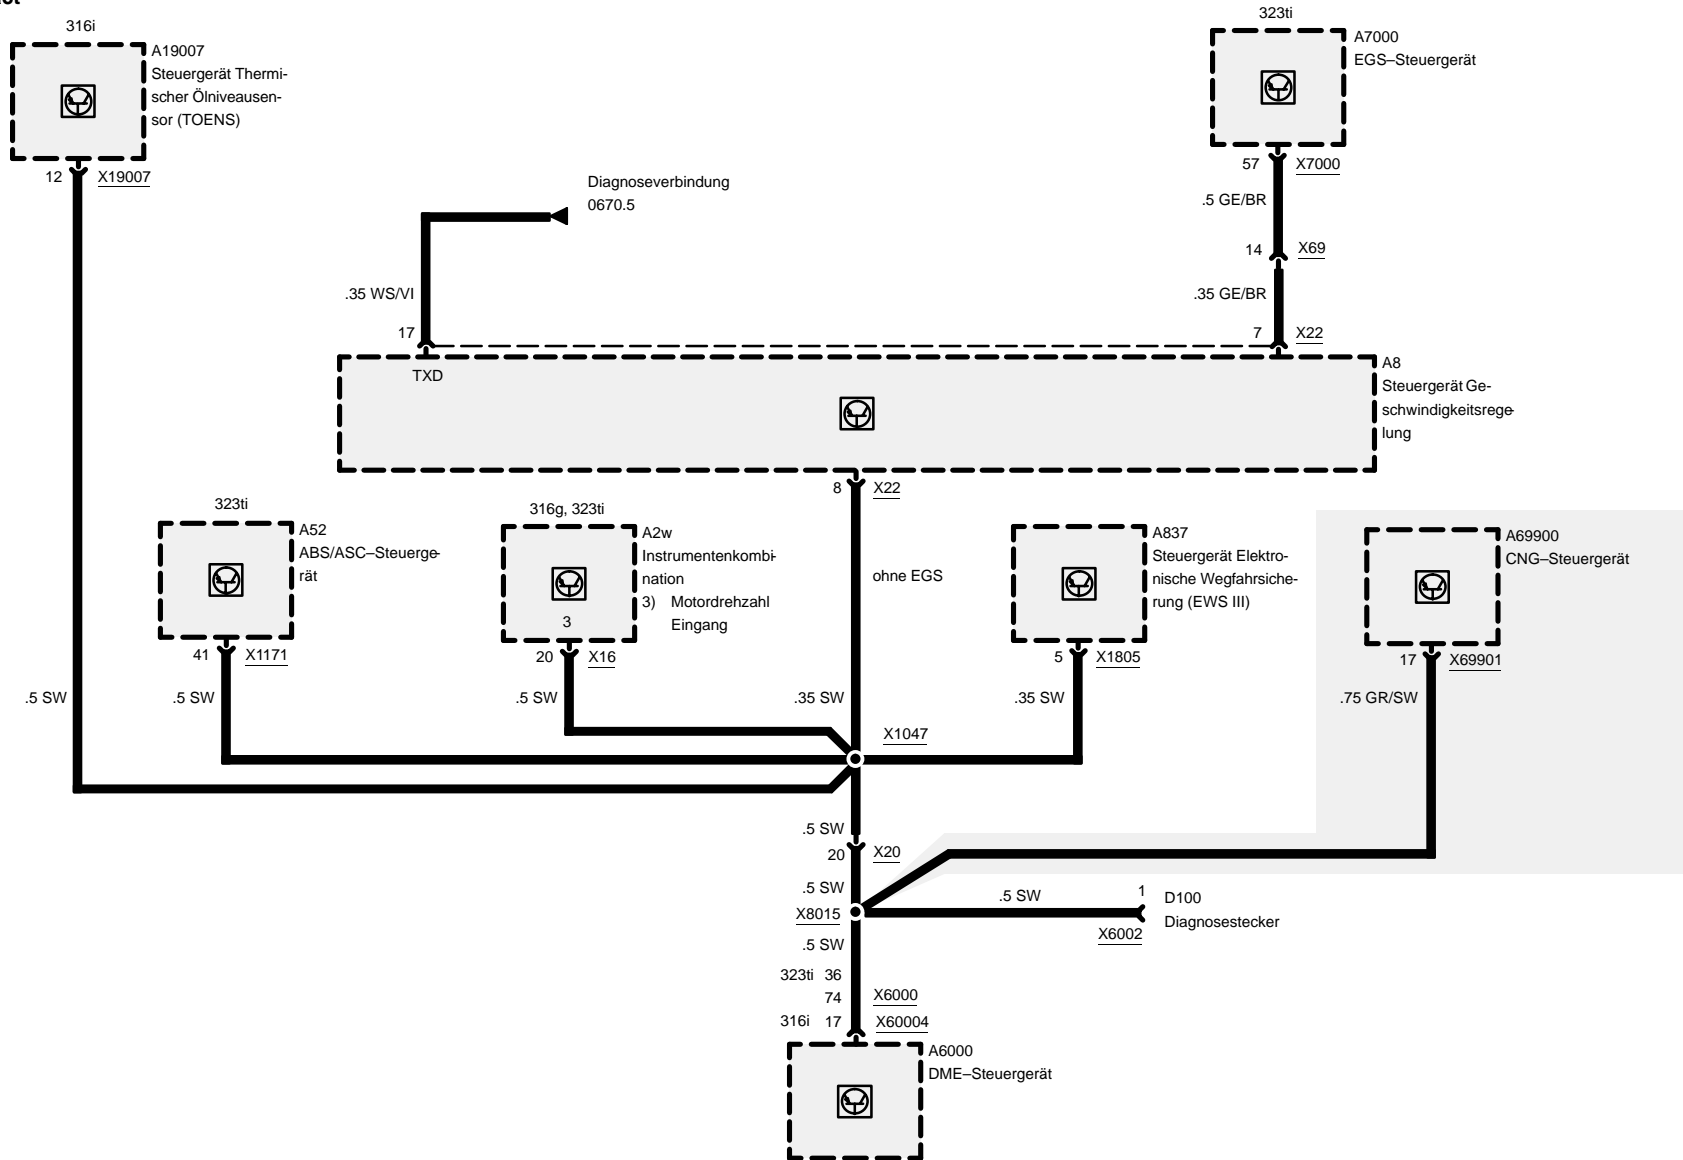 316i
A19007
Steuergerät Thermi-
scher Ölniveausen-
sor (TOENS)
12 X19007
323ti
A7000
EGS–Steuergerät
57 X7000
.5 GE/BR
14 X69
.35 GE/BR
7 X22
Diagnoseverbindung
0670.5
.35 WS/VI
17
TXD
A8
Steuergerät Ge-
schwindigkeitsrege-
lung
8 X22
ohne EGS
323ti
A52
ABS/ASC–Steuerge-
rät
41 X1171
316g, 323ti
A2w
Instrumentenkombi-
nation
3) Motordrehzahl
Eingang
3
20 X16
A837
Steuergerät Elektro-
nische Wegfahrsiche-
rung (EWS III)
5 X1805
A69900
CNG–Steuergerät
17 X69901
.5 SW
.5 SW
.5 SW
.35 SW
.35 SW
.75 GR/SW
X1047
.5 SW
20 X20
.5 SW
X8015
.5 SW
1
D100
Diagnosestecker
X6002
.5 SW
323ti 36
74 X6000
316i 17 X60004
A6000
DME–Steuergerät